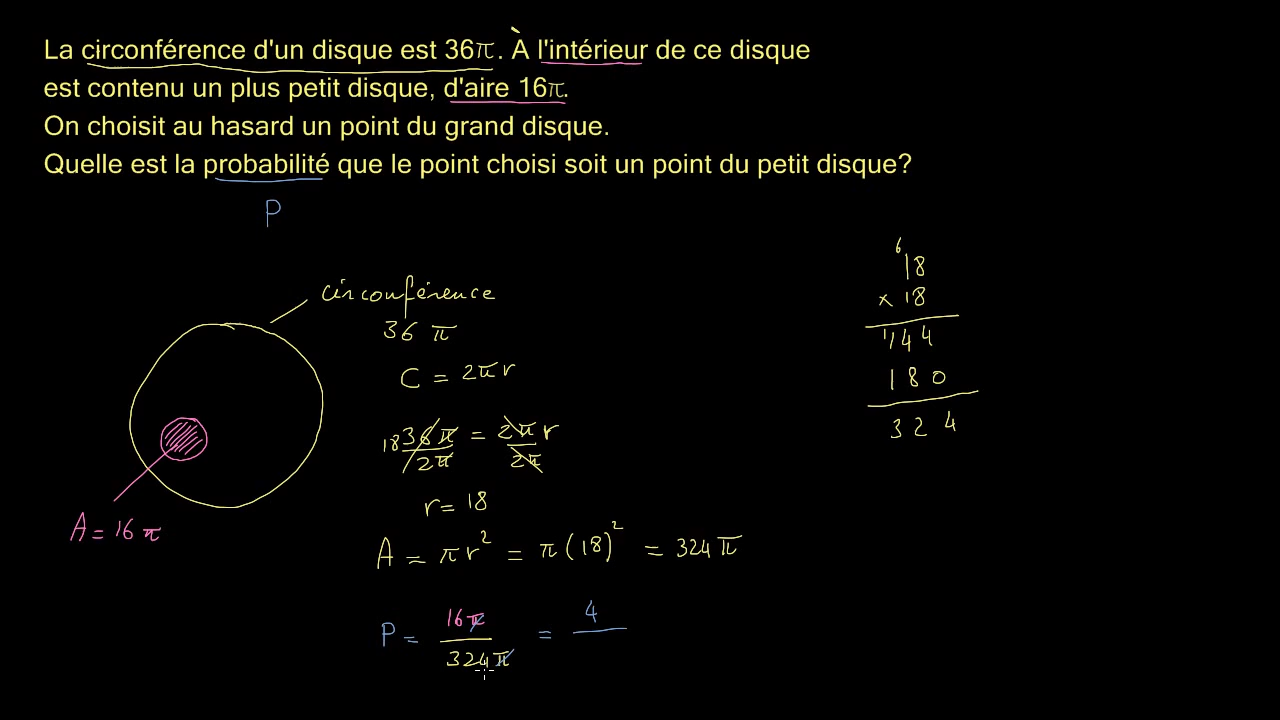 La circonférence d'un disque est 36π. À l'intérieur de ce disque
est contenu un plus petit disque, d'aire 16π.
On choisit au hasard un point du grand disque.
Quelle est la probabilité que le point choisi soit un point du petit disque?
P
circonférence
36 π
C = 2πr
18 36π/2π = 2πr/2π
r = 18
A = 16 π
A = πr² = π(18)² = 324 π
P = 16π/324π = 4
6
18
× 18
144
180
324